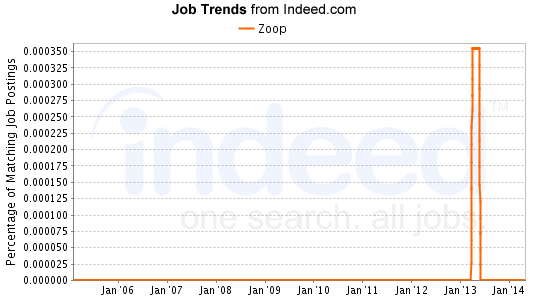 Job Trends from Indeed.com
Zoop
Percentage of Matching Job Postings
0.000350
0.000325
0.000300
0.000275
0.000250
0.000225
0.000200
0.000175
0.000150
0.000125
0.000100
0.000075
0.000050
0.000025
0.000000
indeed™
one search. all jobs.
Jan '06 Jan '07 Jan '08 Jan '09 Jan '10 Jan '11 Jan '12 Jan '13 Jan '14